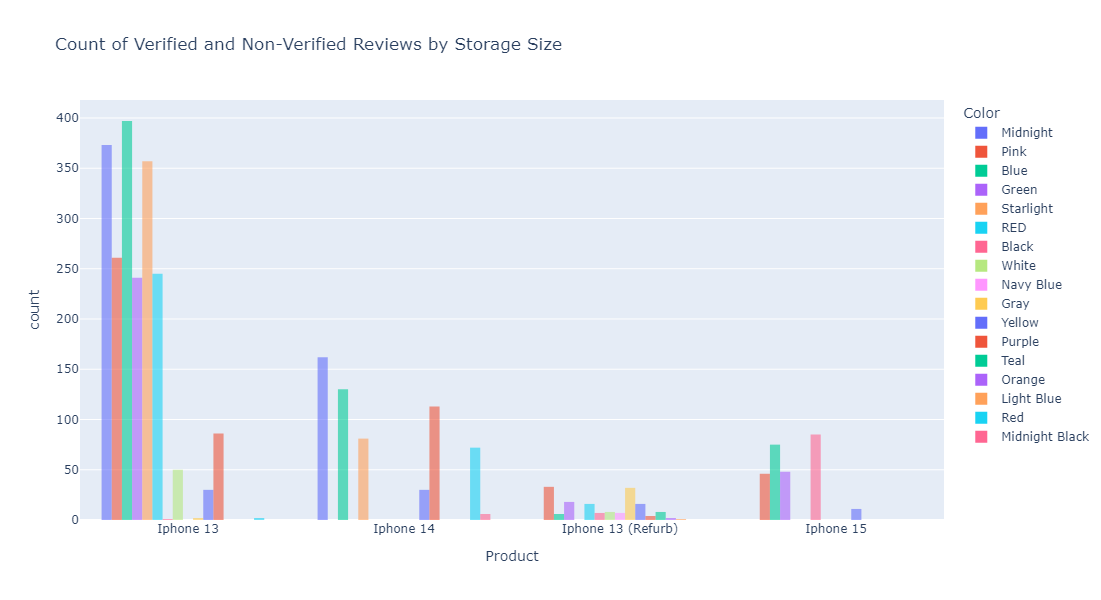 Count of Verified and Non-Verified Reviews by Storage Size
400
350
300
250
200
150
100
50
0
count
Iphone 13
Iphone 14
Iphone 13 (Refurb)
Iphone 15
Product
Color
Midnight
Pink
Blue
Green
Starlight
RED
Black
White
Navy Blue
Gray
Yellow
Purple
Teal
Orange
Light Blue
Red
Midnight Black